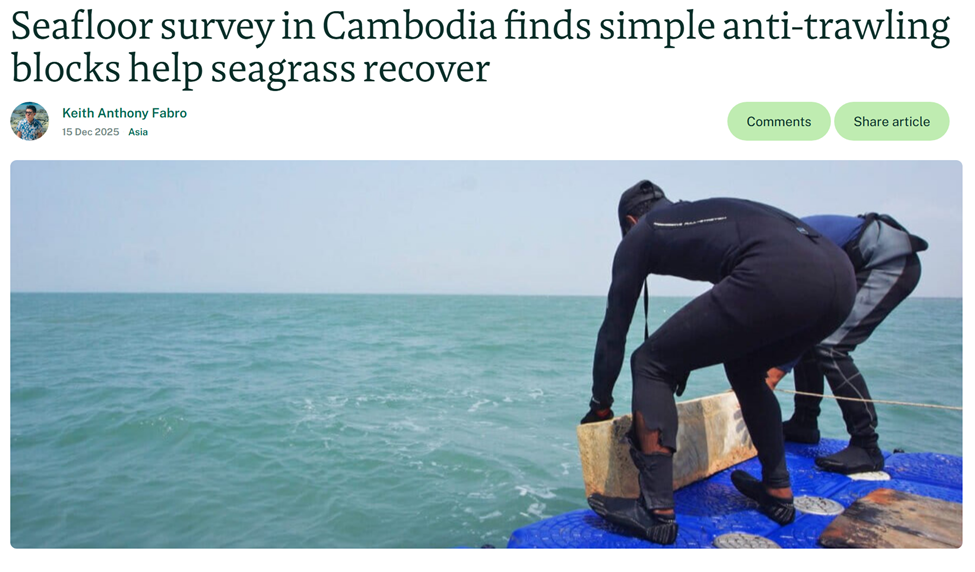 Seafloor survey in Cambodia finds simple anti-trawling
blocks help seagrass recover
Keith Anthony Fabro
15 Dec 2025 Asia
Comments
Share article